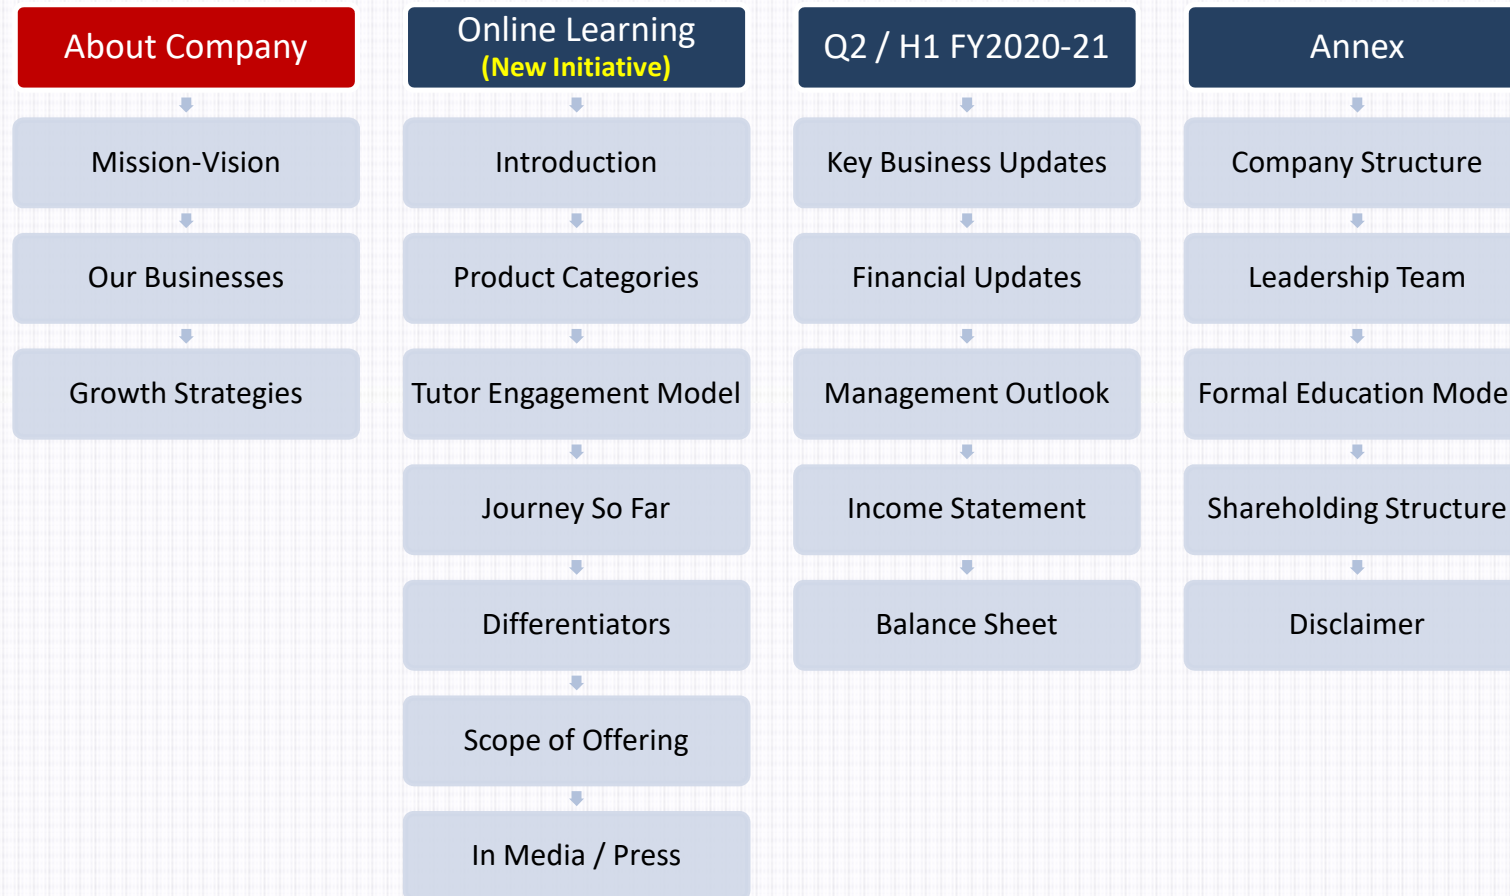 About Company
Mission-Vision
Our Businesses
Growth Strategies
Online Learning
(New Initiative)
Introduction
Product Categories
Tutor Engagement Model
Journey So Far
Differentiators
Scope of Offering
In Media / Press
Q2 / H1 FY2020-21
Key Business Updates
Financial Updates
Management Outlook
Income Statement
Balance Sheet
Annex
Company Structure
Leadership Team
Formal Education Mode
Shareholding Structure
Disclaimer